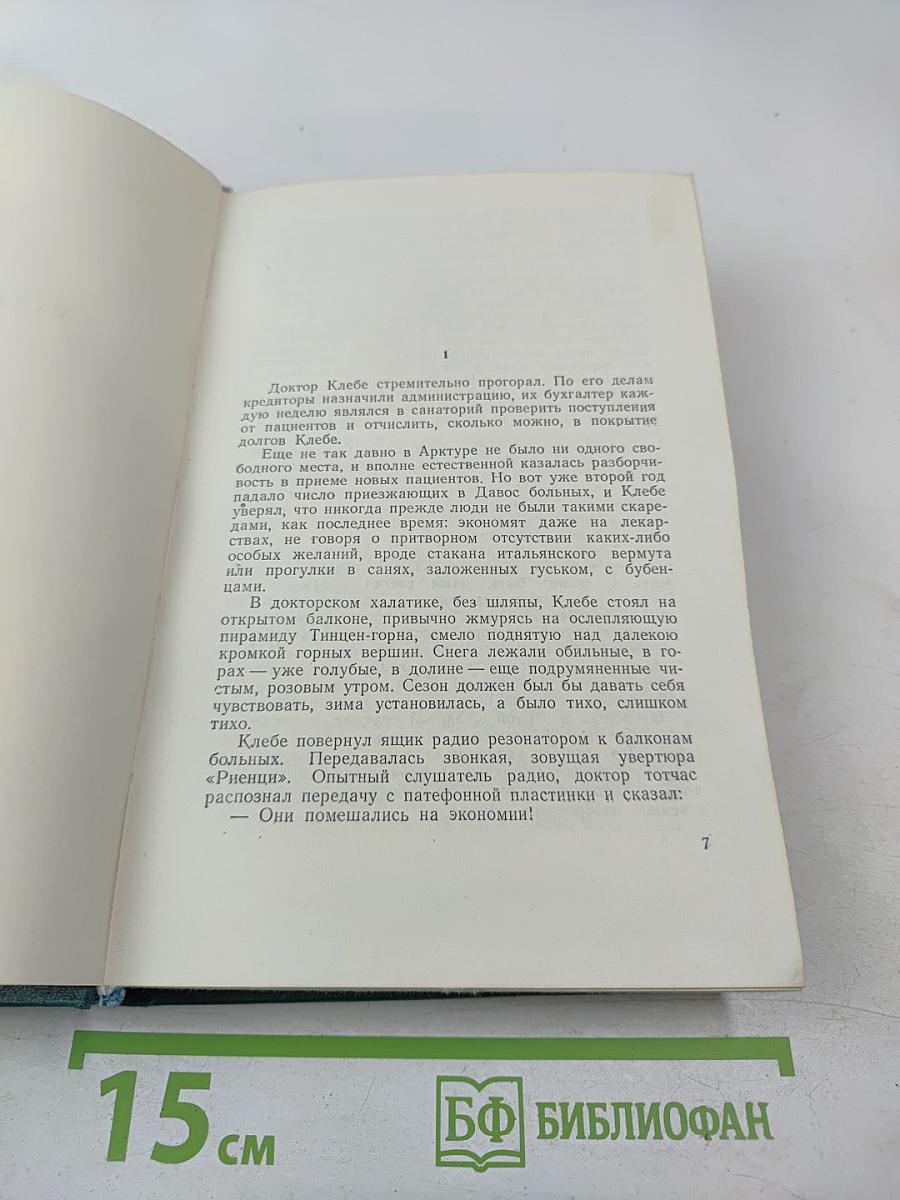 1
Доктор Клебе стремительно прогорал. По его делам
кредиторы назначили администрацию, их бухгалтер каж-
дую неделю являлся в санаторий проверить поступления
от пациентов и отчислить, сколько можно, в покрытие
долгов Клебе.
Еще не так давно в Арктуре не было ни одного сво-
бодного места, и вполне естественной казалась разборчи-
вость в приеме новых пациентов. Но вот уже второй год
падало число приезжающих в Давос больных, и Клебе
уверял, что никогда прежде люди не были такими скаре-
дами, как последнее время: экономят даже на лекар-
ствах, не говоря о притворном отсутствии каких-либо
особых желаний, вроде стакана итальянского вермута
или прогулки в санях, заложенных гуськом, с бубен-
цами.
В докторском халатике, без шляпы, Клебе стоял на
открытом балконе, привычно жмурясь на ослепляющую
пирамиду Тинцен-горна, смело поднятую над далекою
кромкой горных вершин. Снега лежали обильные, в го-
рах — уже голубые, в долине — еще подрумяненные чи-
стым, розовым утром. Сезон должен был бы давать себя
чувствовать, зима установилась, а было тихо, слишком
тихо.
Клебе повернул ящик радио резонатором к балконам
больных. Передавалась звонкая, зовущая увертюра
«Риенци». Опытный слушатель радио, доктор тотчас
распознал передачу с патефонной пластинки и сказал:
— Они помешались на экономии!
7
15 см
БФ БИБЛИОФАН